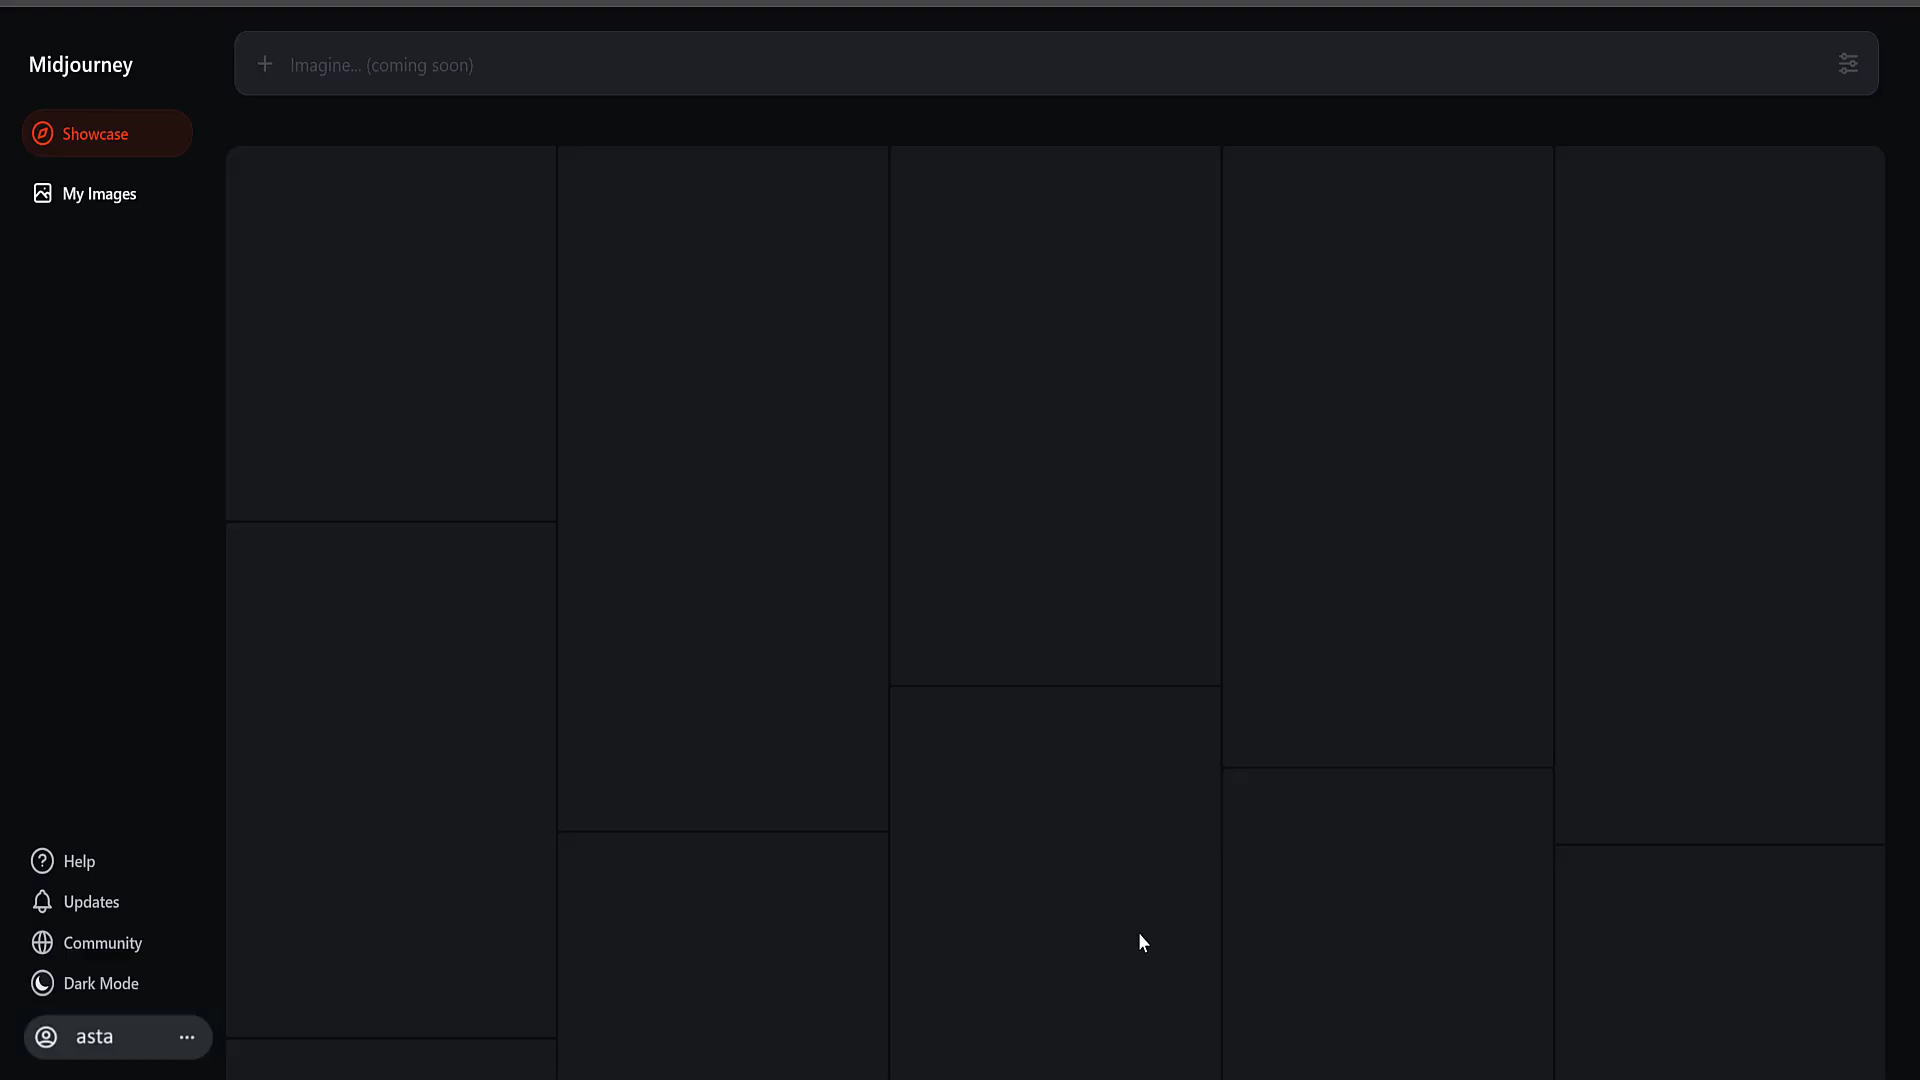 Midjourney
Imagine... (coming soon)
Showcase
My Images
Help
Updates
Community
Dark Mode
asta